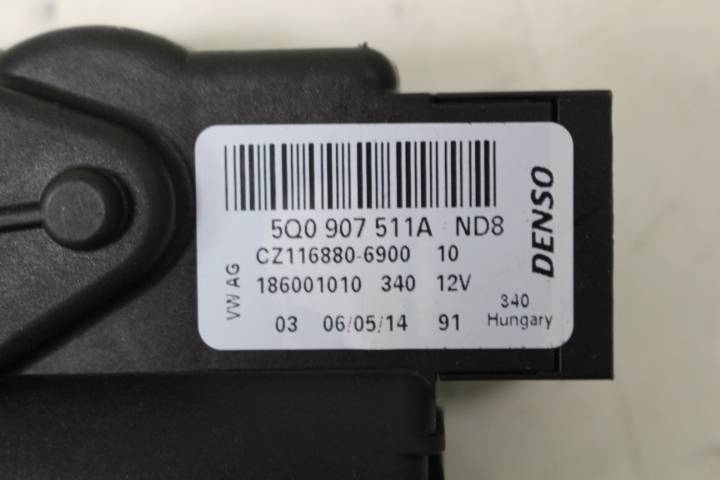 5Q0 907 511A ND8
CZ116880-6900 10
186001010 340 12V
03 06/05/14 91
VW AG
DENSO
340
Hungary